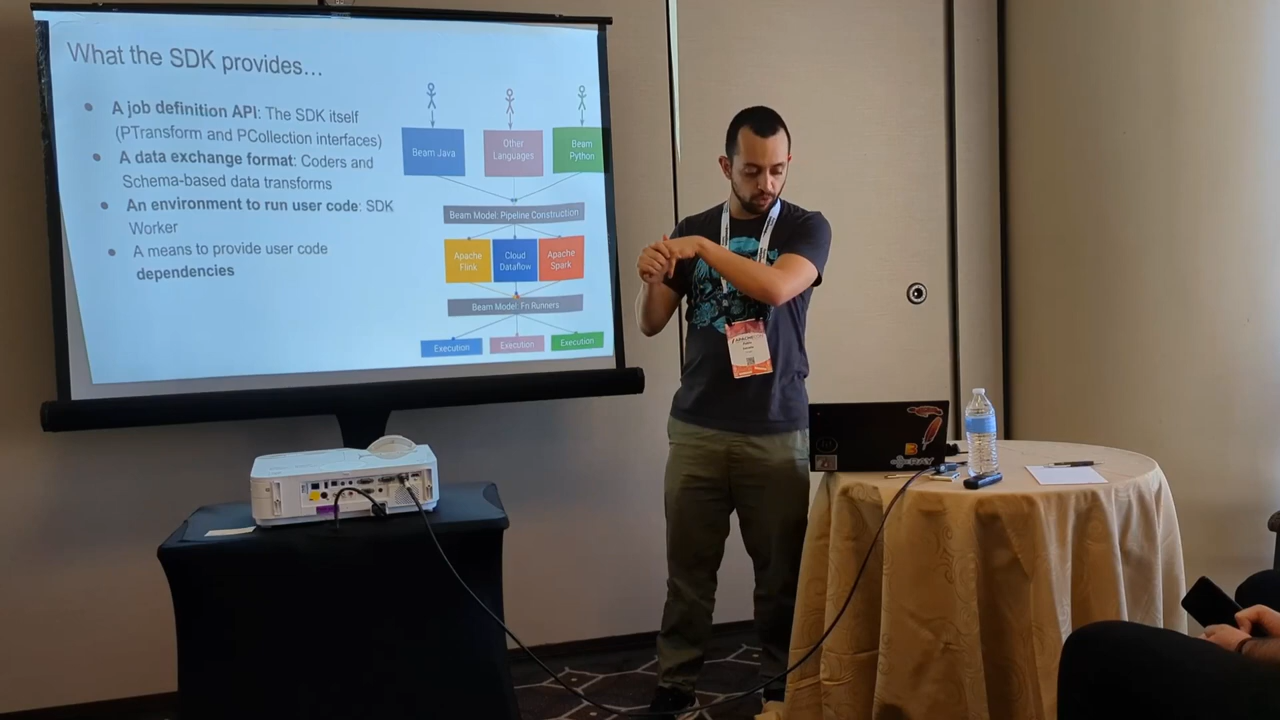 What the SDK provides...
A job definition API: The SDK itself
(PTransform and PCollection interfaces)
A data exchange format: Coders and
Schema-based data transforms
An environment to run user code: SDK
Worker
A means to provide user code
dependencies
Beam Java
Other
Languages
Beam
Python
Beam Model: Pipeline Construction
Apache
Flink
Cloud
Dataflow
Apache
Spark
Beam Model: Fn Runners
Execution
Execution
Execution
APACHE
B
RAY